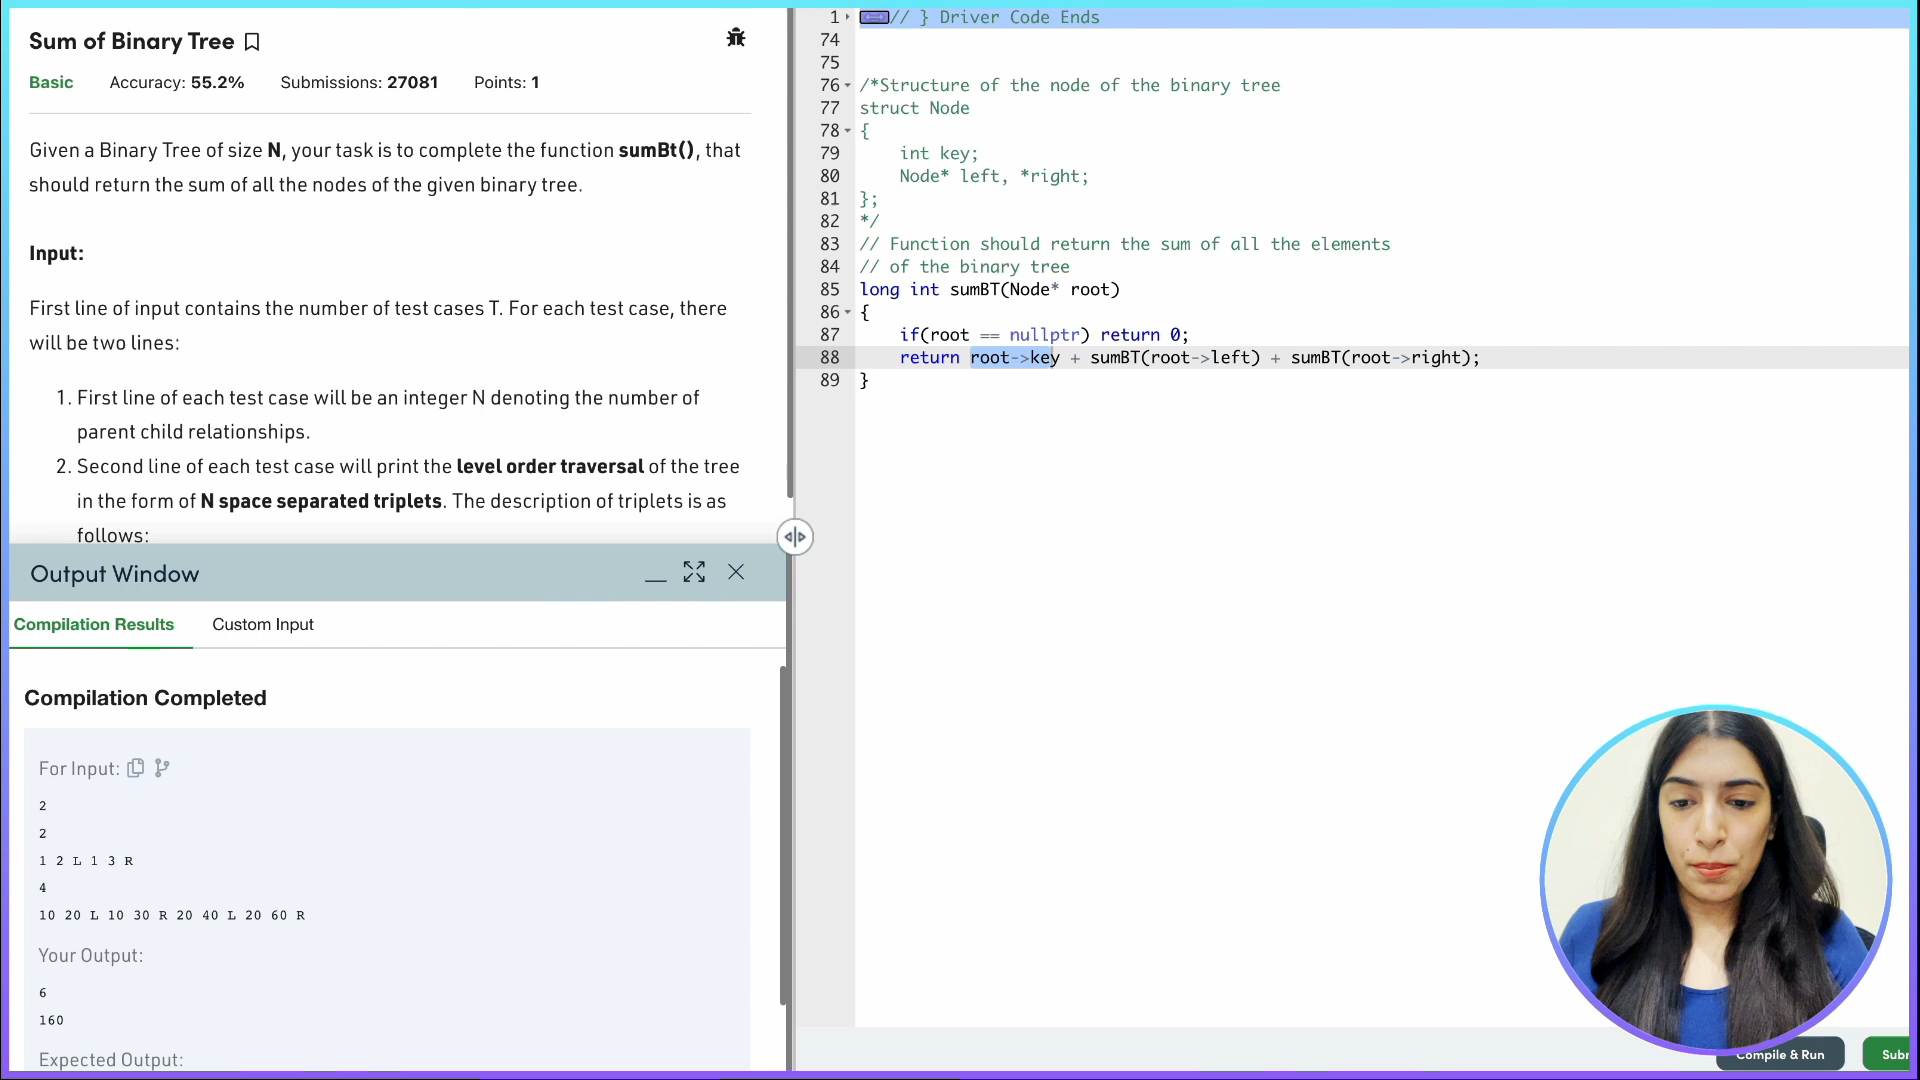 Sum of Binary Tree
Basic Accuracy: 55.2% Submissions: 27081 Points: 1
Given a Binary Tree of size N, your task is to complete the function sumBt(), that
should return the sum of all the nodes of the given binary tree.
Input:
First line of input contains the number of test cases T. For each test case, there
will be two lines:
1. First line of each test case will be an integer N denoting the number of
parent child relationships.
2. Second line of each test case will print the level order traversal of the tree
in the form of N space separated triplets. The description of triplets is as
follows:
Output Window
Compilation Results Custom Input
Compilation Completed
For Input:
2
2
1 2 L 1 3 R
4
10 20 L 10 30 R 20 40 L 20 60 R
Your Output:
6
160
Expected Output:
1 // } Driver Code Ends
74
75
76 /*Structure of the node of the binary tree
77 struct Node
78 {
79 int key;
80 Node* left, *right;
81 };
82 */
83 // Function should return the sum of all the elements
84 // of the binary tree
85 long int sumBT(Node* root)
86 {
87 if(root == nullptr) return 0;
88 return root->key + sumBT(root->left) + sumBT(root->right);
89 }
Compile & Run